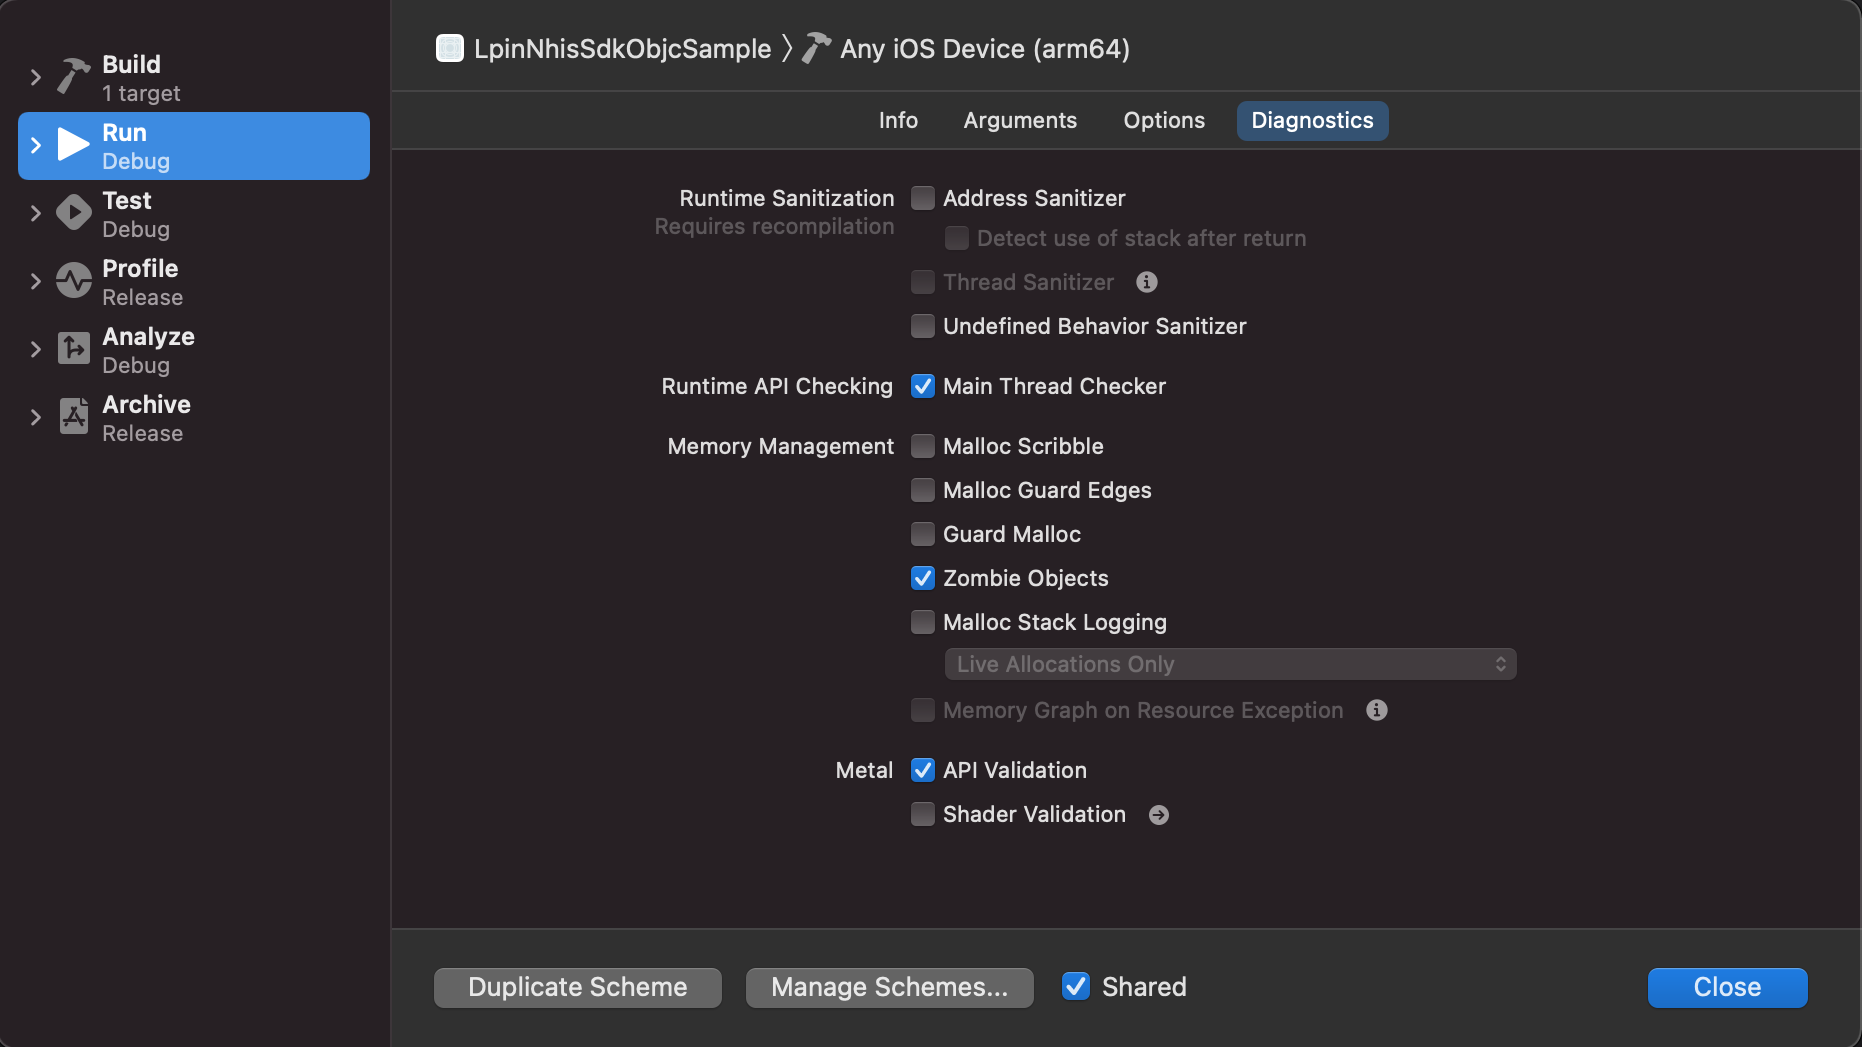 Build
1 target
Run
Debug
Test
Debug
Profile
Release
Analyze
Debug
Archive
Release
LpinNhisSdkObjcSample 〉 Any iOS Device (arm64)
Info Arguments Options Diagnostics
Runtime Sanitization Address Sanitizer
Requires recompilation
Detect use of stack after return
Thread Sanitizer
Undefined Behavior Sanitizer
Runtime API Checking Main Thread Checker
Memory Management Malloc Scribble
Malloc Guard Edges
Guard Malloc
Zombie Objects
Malloc Stack Logging
Live Allocations Only
Memory Graph on Resource Exception
Metal API Validation
Shader Validation
Duplicate Scheme Manage Schemes... Shared Close